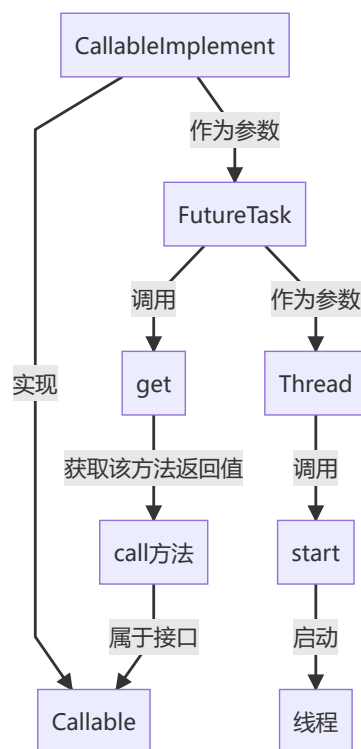 CallableImplement
作为参数
FutureTask
调用
作为参数
实现
get
Thread
获取该方法返回值
调用
call方法
start
属于接口
启动
Callable
线程